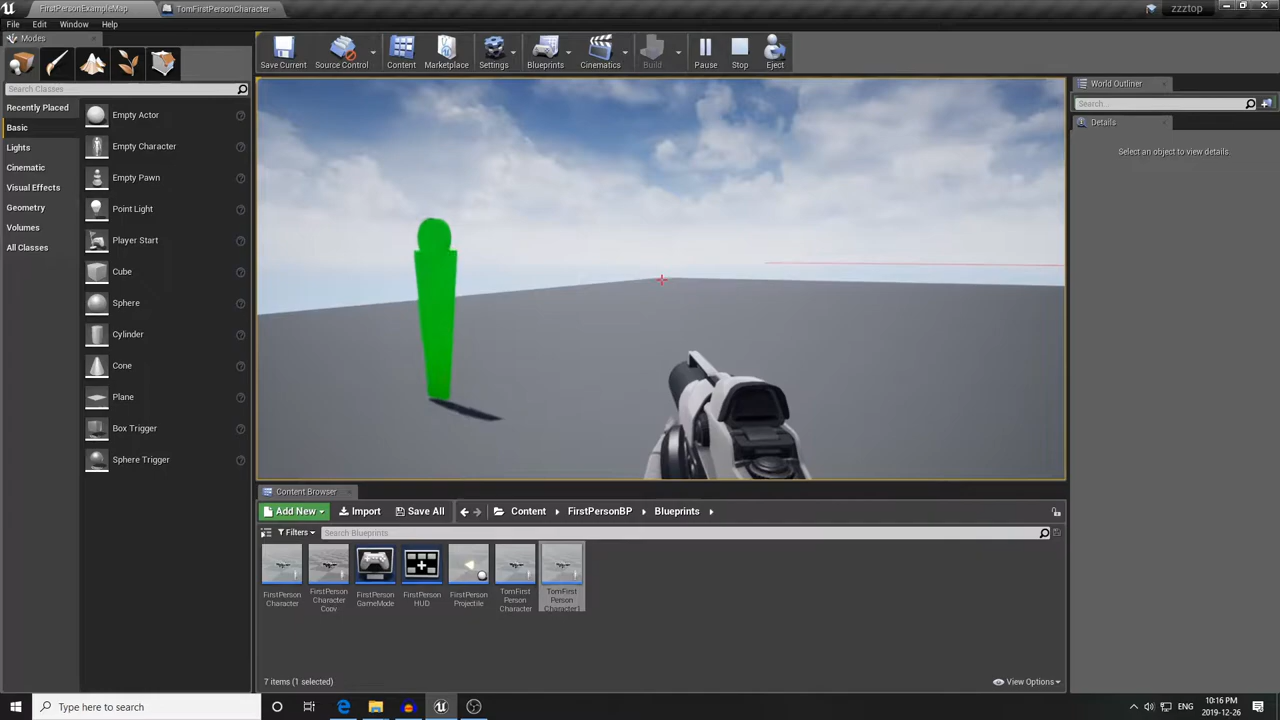 FirstPersonExampleMap
TomFirstPersonCharacter
zzztop
File Edit Window Help
Modes
Search Classes
Recently Placed
Basic
Lights
Cinematic
Visual Effects
Geometry
Volumes
All Classes
Empty Actor
Empty Character
Empty Pawn
Point Light
Player Start
Cube
Sphere
Cylinder
Cone
Plane
Box Trigger
Sphere Trigger
Save Current
Source Control
Content
Marketplace
Settings
Blueprints
Cinematics
Build
Pause
Stop
Eject
World Outliner
Search...
Details
Select an object to view details.
Content Browser
Add New
Import
Save All
Content
FirstPersonBP
Blueprints
Filters
Search Blueprints
FirstPerson
Character
FirstPerson
Character
Copy
FirstPerson
GameMode
FirstPerson
HUD
FirstPerson
Projectile
TomFirst
Person
Character
TomFirst
Person
Character1
7 items (1 selected)
View Options
Type here to search
ENG
10:16 PM
2019-12-26